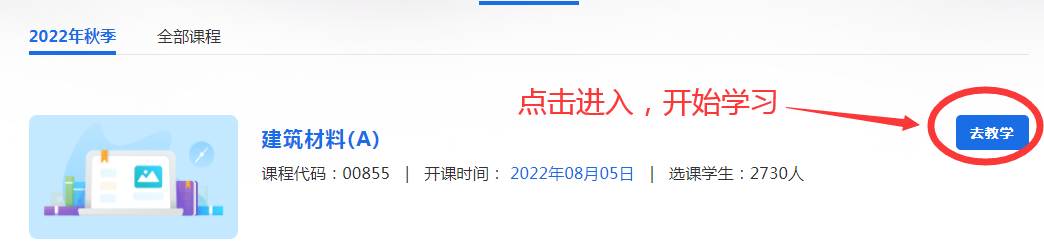 2022年秋季 全部课程
点击进入，开始学习
去教学
建筑材料(A)
课程代码：00855 | 开课时间： 2022年08月05日 | 选课学生：2730人